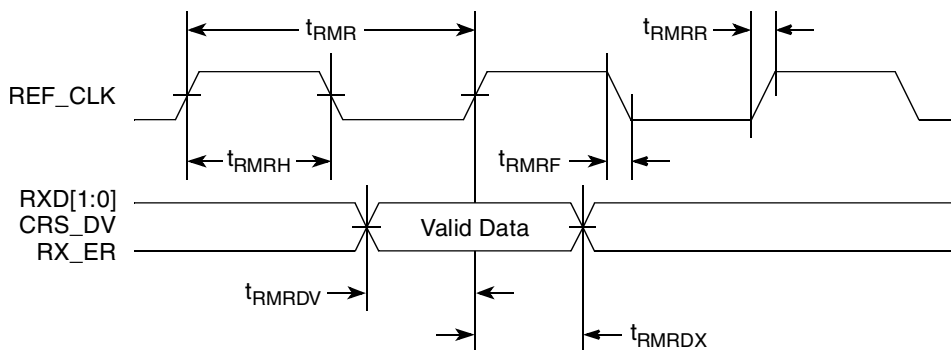 tRMR
tRMRR
REF_CLK
tRMRH
tRMRF
RXD[1:0]
CRS_DV
Valid Data
RX_ER
tRMRDV
tRMRDX